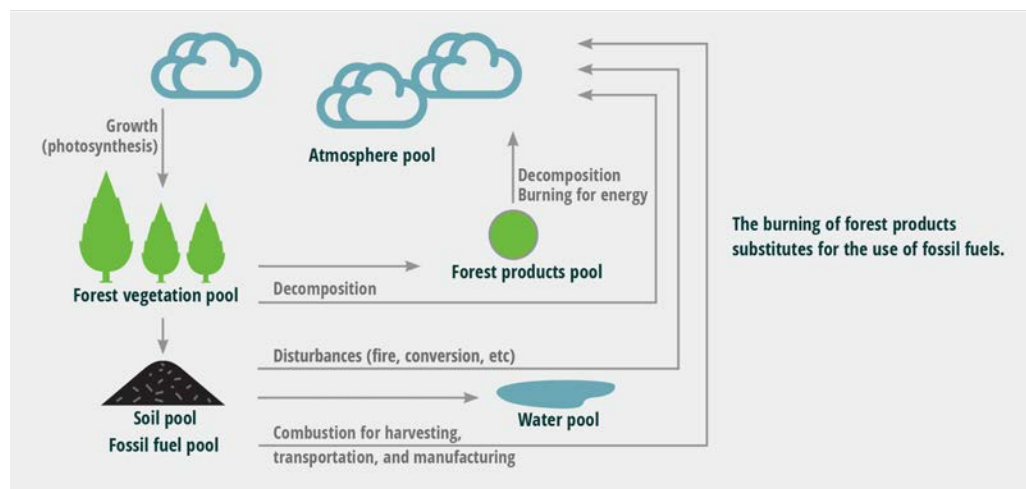 Growth
(photosynthesis)
Atmosphere pool
Decomposition
Burning for energy
The burning of forest products
substitutes for the use of fossil fuels.
Forest products pool
Forest vegetation pool
Decomposition
Disturbances (fire, conversion, etc)
Soil pool
Fossil fuel pool
Water pool
Combustion for harvesting,
transportation, and manufacturing